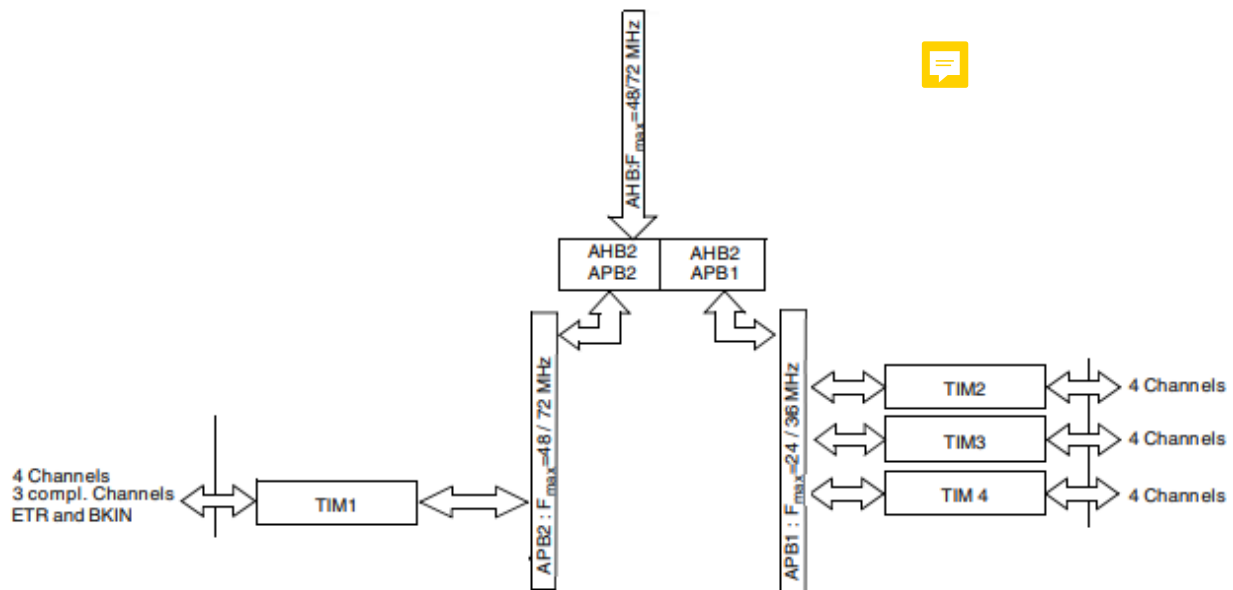 AHB:Fmax=48/72 MHz
AHB2
APB2
AHB2
APB1
APB2 : Fmax=48/ 72 MHz
APB1 : Fmax=24 / 36 MHz
4 Channels
3 compl. Channels
ETR and BKIN
TIM1
TIM2
4 Channels
TIM3
4 Channels
TIM 4
4 Channels